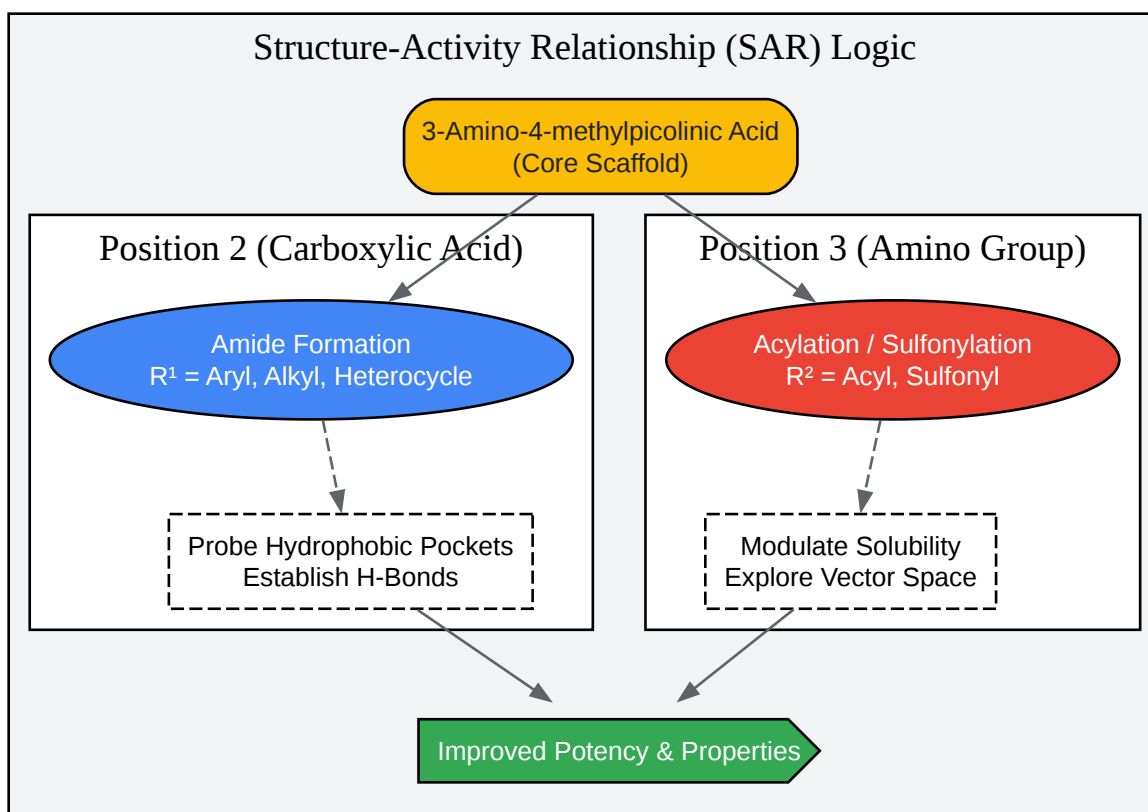 Structure-Activity Relationship (SAR) Logic
3-Amino-4-methylpicolinic Acid
(Core Scaffold)
Position 2 (Carboxylic Acid)
Amide Formation
R¹ = Aryl, Alkyl, Heterocycle
Probe Hydrophobic Pockets
Establish H-Bonds
Position 3 (Amino Group)
Acylation / Sulfonylation
R² = Acyl, Sulfonyl
Modulate Solubility
Explore Vector Space
Improved Potency & Properties